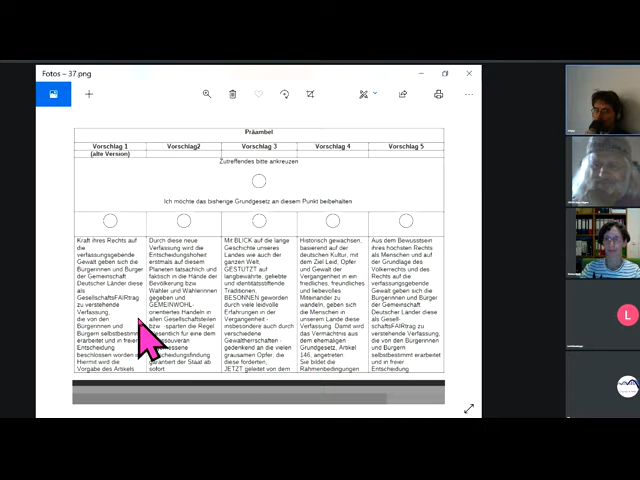 Fotos – 37.png
Präambel
Vorschlag 1
(alte Version)
Vorschlag2
Vorschlag 3
Vorschlag 4
Vorschlag 5
Zutreffendes bitte ankreuzen
Ich möchte das bisherige Grundgesetz an diesem Punkt beibehalten
Kraft ihres Rechts auf
die
verfassungsgebende
Gewalt geben sich die
Bürgerinnen und Bürger
der Gemeinschaft
Deutscher Länder diese
als
GesellschaftsFAIRtrag
zu verstehende
Verfassung,
die von den
Bürgerinnen und
Bürgern selbstbestimm
erarbeitet und in freier
Entscheidung
beschlossen worden
Hiermit wird die
Vorgabe des Artikels
Durch diese neue
Verfassung wird die
Entscheidungshoheit
erstmals auf diesem
Planeten tatsächlich und
faktisch in die Hände der
Bevölkerung bzw.
Wähler und Wählerinnen
gegeben und
GEMEINWOHL-
orientiertes Handeln in
allen Gesellschaftsteilen
bzw. -sparten die Regel
für eine dem
garantiert der Staat ab
sofort
Mit BLICK auf die lange
Geschichte unseres
Landes wie auch der
ganzen Welt,
GESTÜTZT auf
langbewährte, geliebte
und identitätsstiftende
Traditionen,
BESONNEN geworden
durch viele leidvolle
Erfahrungen in der
Vergangenheit -
insbesondere auch durch
verschiedene
Gewaltherrschaften -
gedenkend an die vielen
grausamen Opfer, die
diese forderten,
JETZT geleitet von dem
Historisch gewachsen,
basierend auf der
deutschen Kultur, mit
dem Ziel Leid, Opfer
und Gewalt der
Vergangenheit in ein
friedliches, freundliches
und liebevolles
Miteinander zu
wandeln, geben sich
die Menschen in
unserem Lande diese
Verfassung. Damit wird
das Vermächtnis aus
dem ehemaligen
Grundgesetz, Artikel
146, angetreten.
Sie bildet die
Rahmenbedingungen
Aus dem Bewusstsein
ihres höchsten Rechts
als Menschen und auf
der Grundlage des
Völkerrechts und des
Rechts auf die
verfassungsgebende
Gewalt geben sich die
Bürgerinnen und Bürger
der Gemeinschaft
Deutscher Länder diese
als Gesell-
schaftsFAIRtrag zu
verstehende Verfassung,
die von den Bürgerinnen
und Bürgern
selbstbestimmt erarbeitet
und in freier
Entscheidung
L